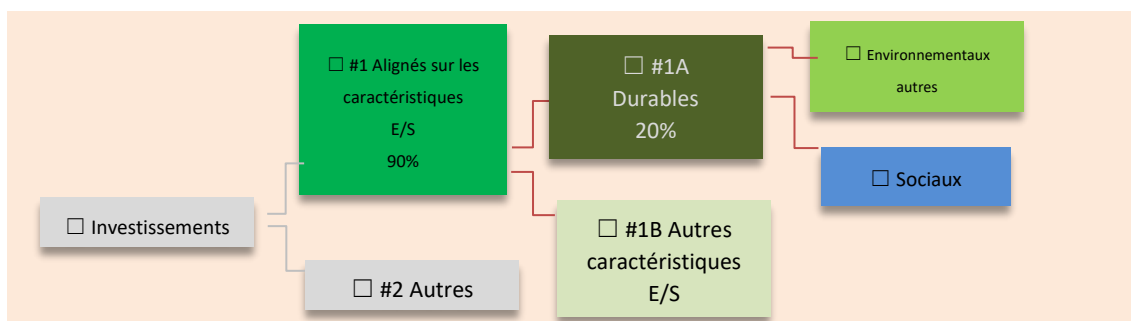 ☐ #1 Alignés sur les
caractéristiques
E/S
90%
☐ #1A
Durables
20%
☐ Environnementaux
autres
☐ Sociaux
☐ Investissements
☐ #1B Autres
caractéristiques
E/S
☐ #2 Autres